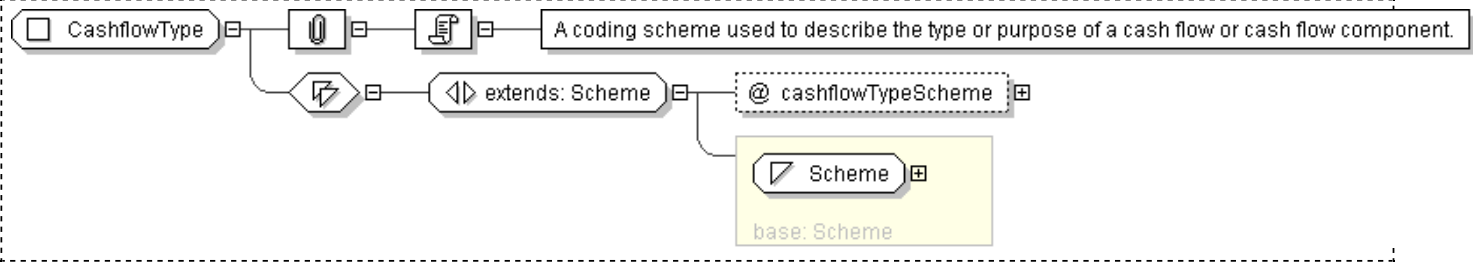 CashflowType
A coding scheme used to describe the type or purpose of a cash flow or cash flow component.
extends: Scheme
@ cashflowTypeScheme
Scheme
base: Scheme